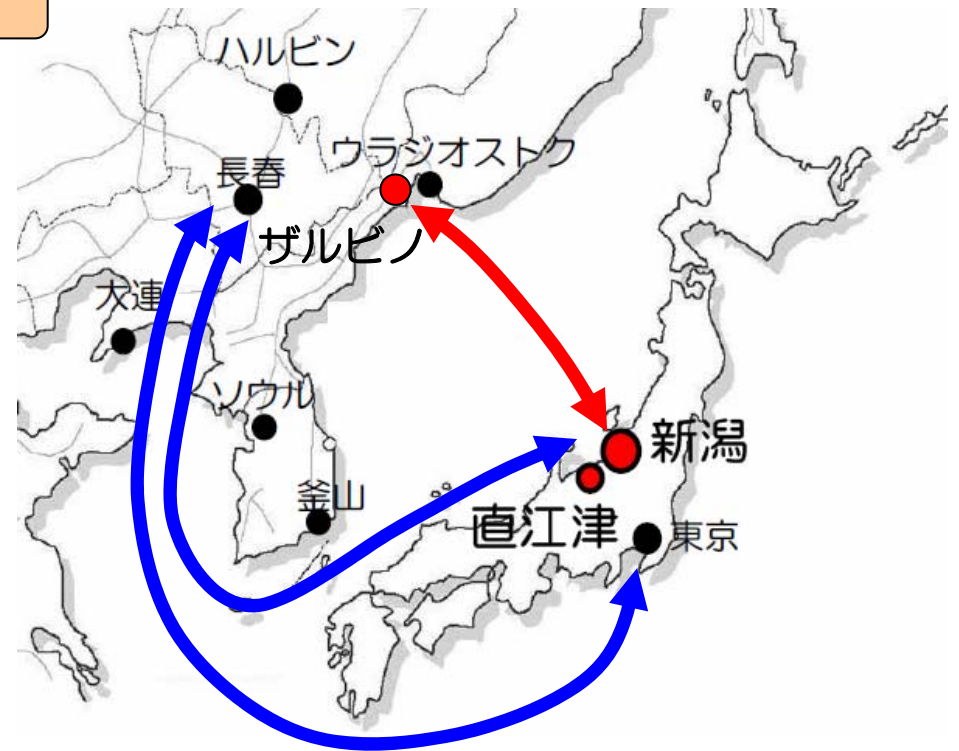 ハルビン
ウラジオストク
長春
ザルビノ
大連
ソウル
新潟
釜山
直江津
東京